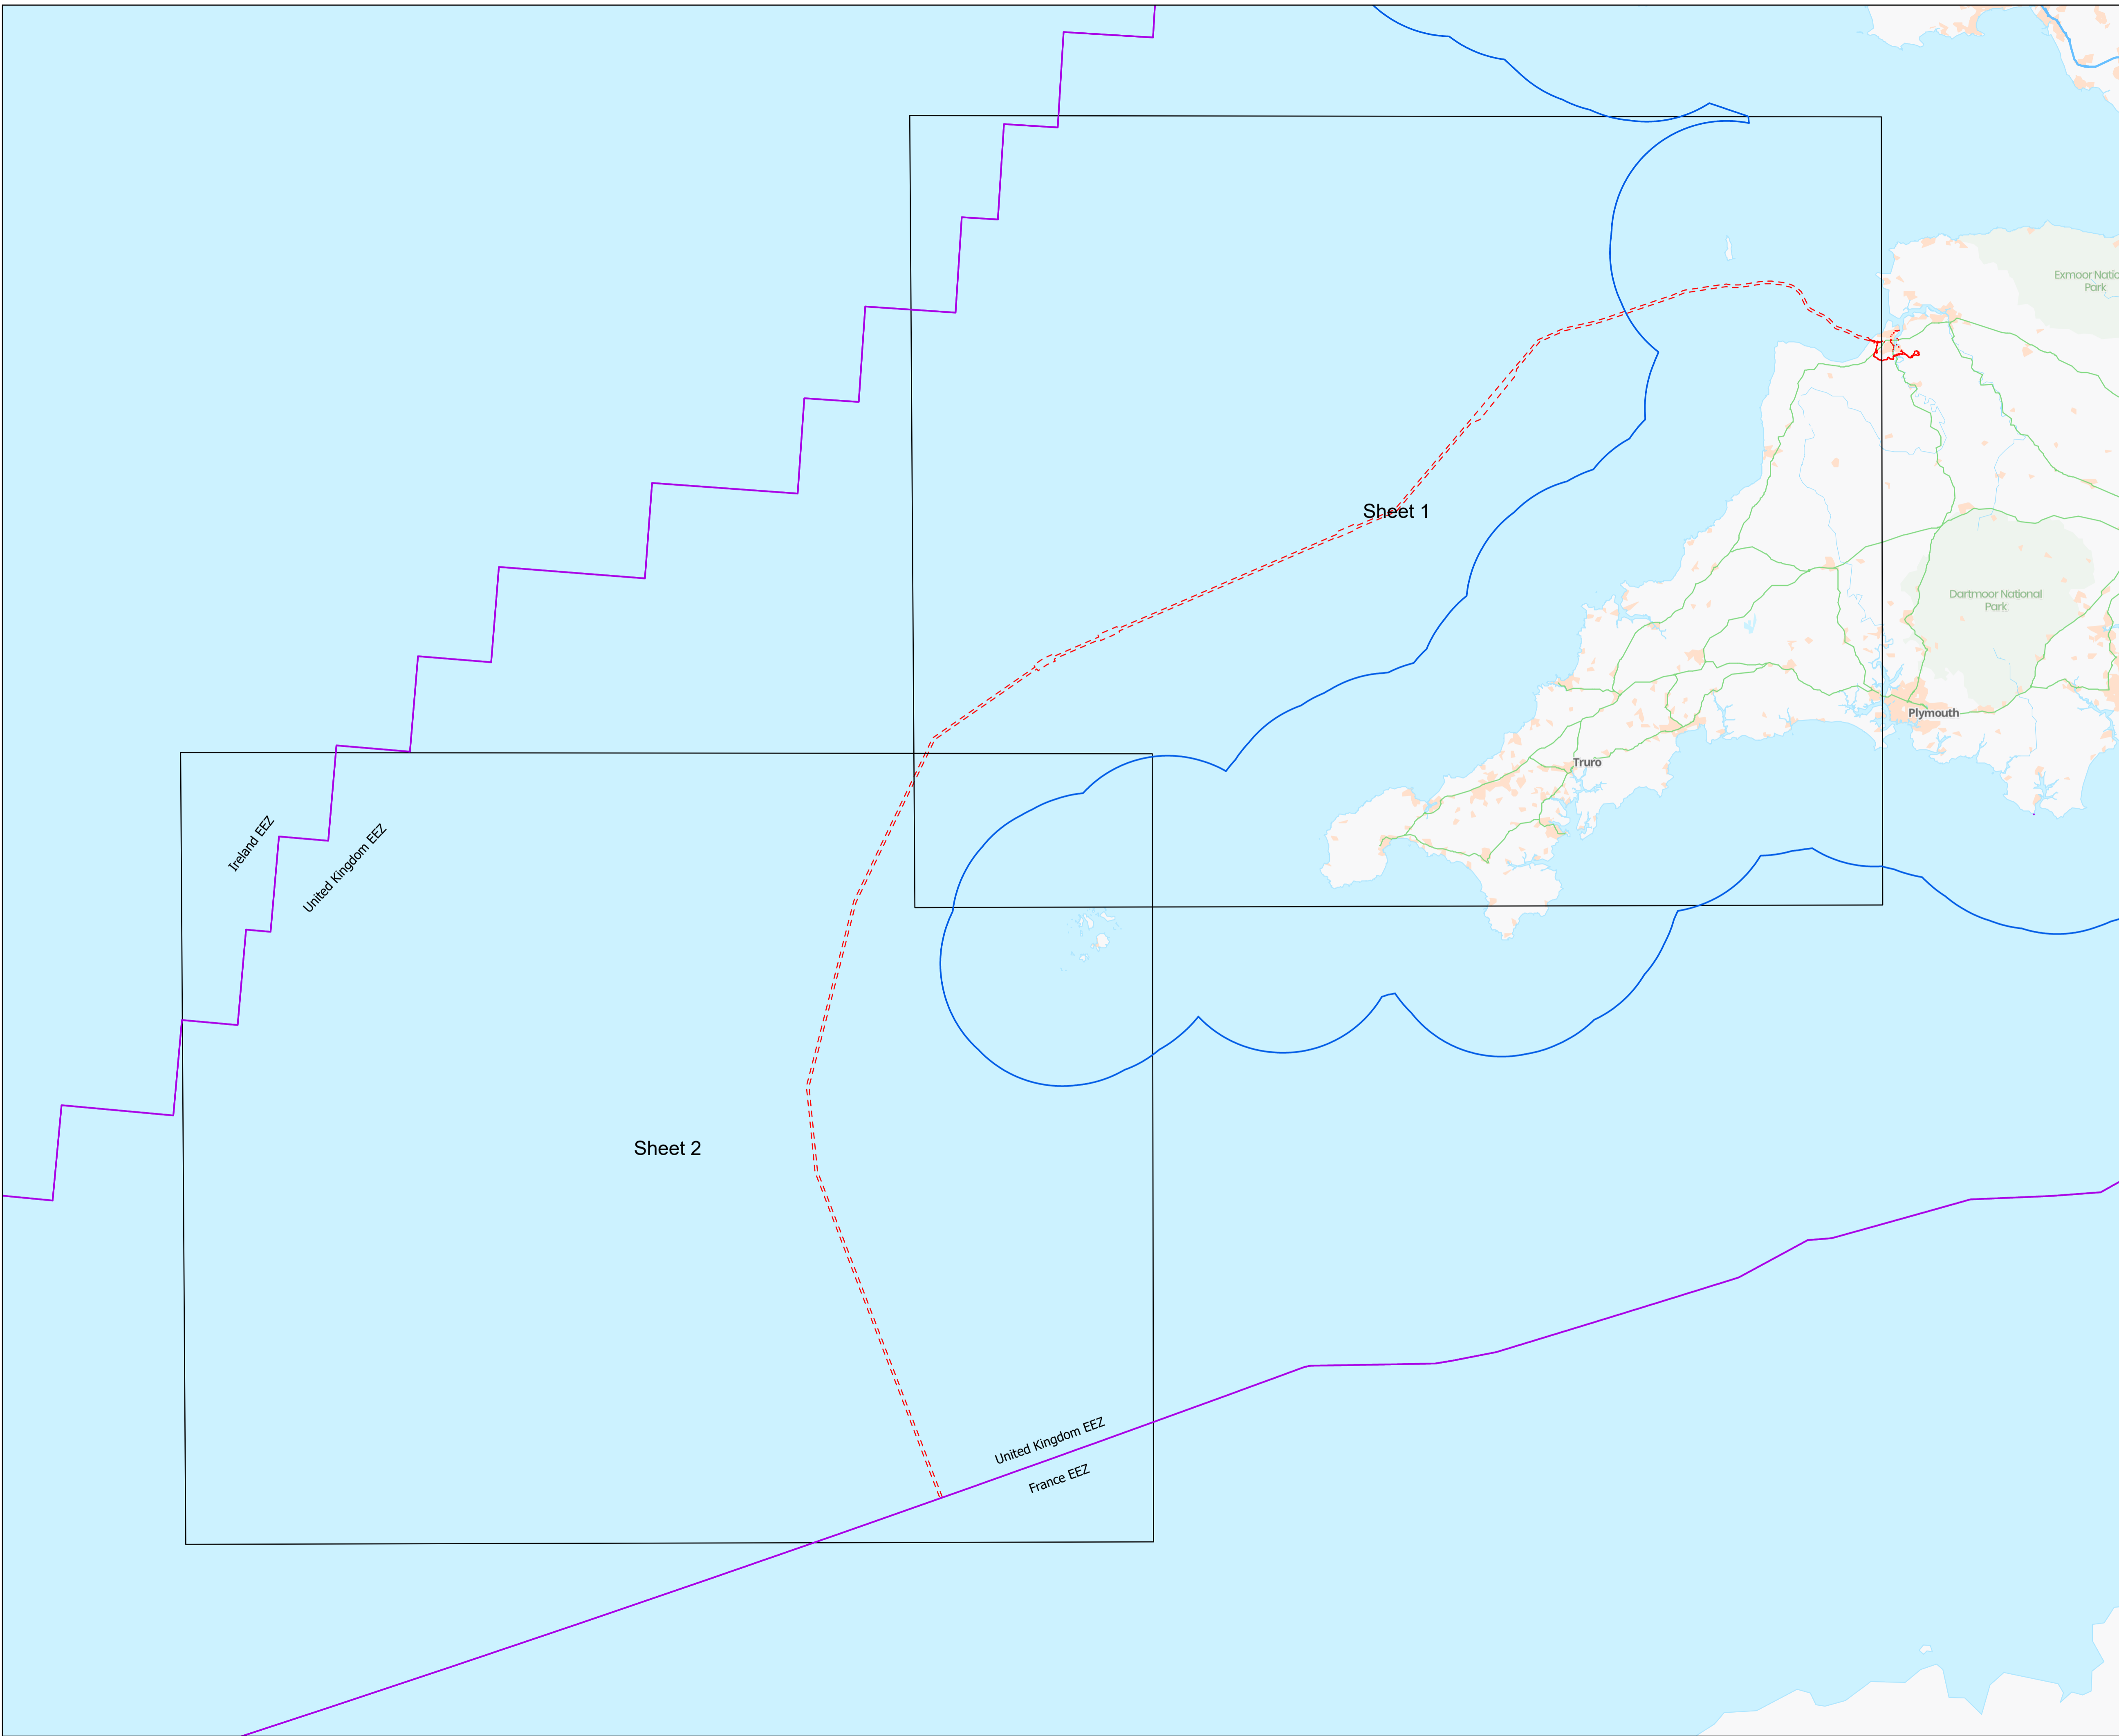 Exmoor Natio
Park
Sheet 1
Dartmoor National
Park
Plymouth
Truro
Ireland EEZ
United Kingdom EEZ
Sheet 2
United Kingdom EEZ
France EEZ